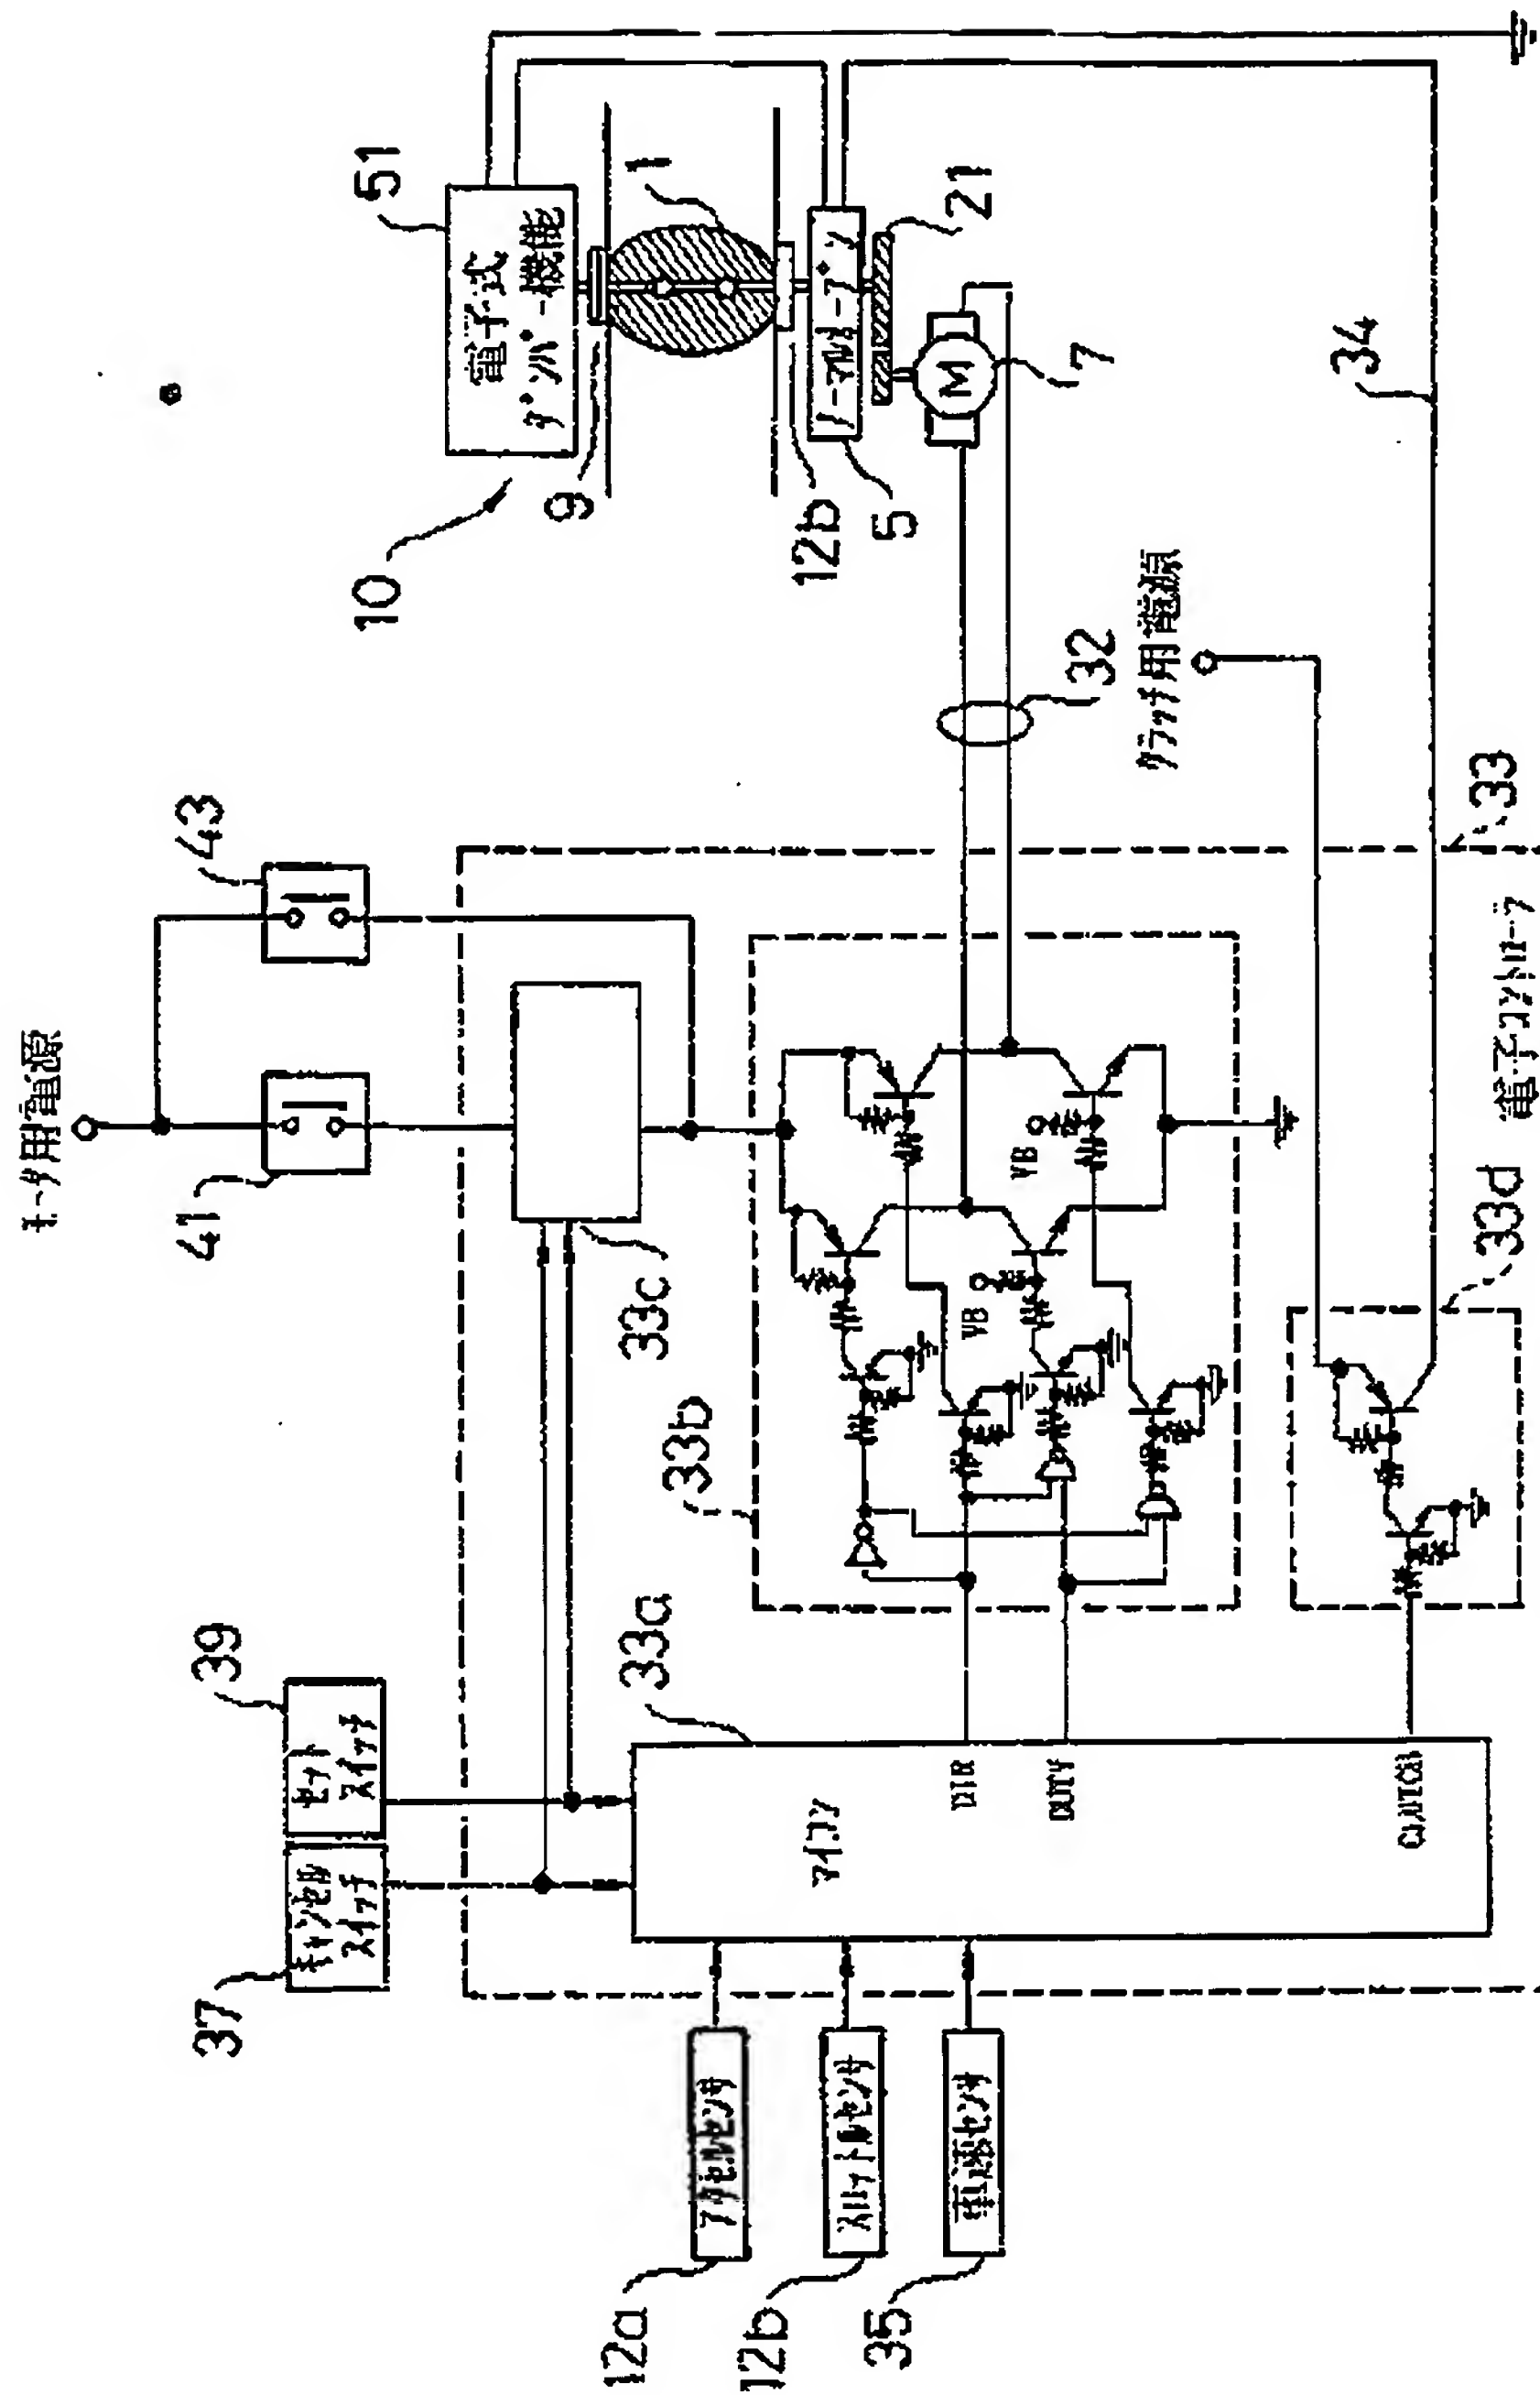 モータ用電源
41
43
39
セット
スイッチ
37
キャンセル
スイッチ
33c
33b
33a
マイコン
DIR
DUTY
CLUTCH
VB
VB
12a
アクセルセンサ
12b
スロットルセンサ
35
車速センサ
33d
電子コントローラ
33
クラッチ用電源
32
34
10
51
電子式
ダンパー機能
9
1
12b
5
ノーマルオープン
21
M
7